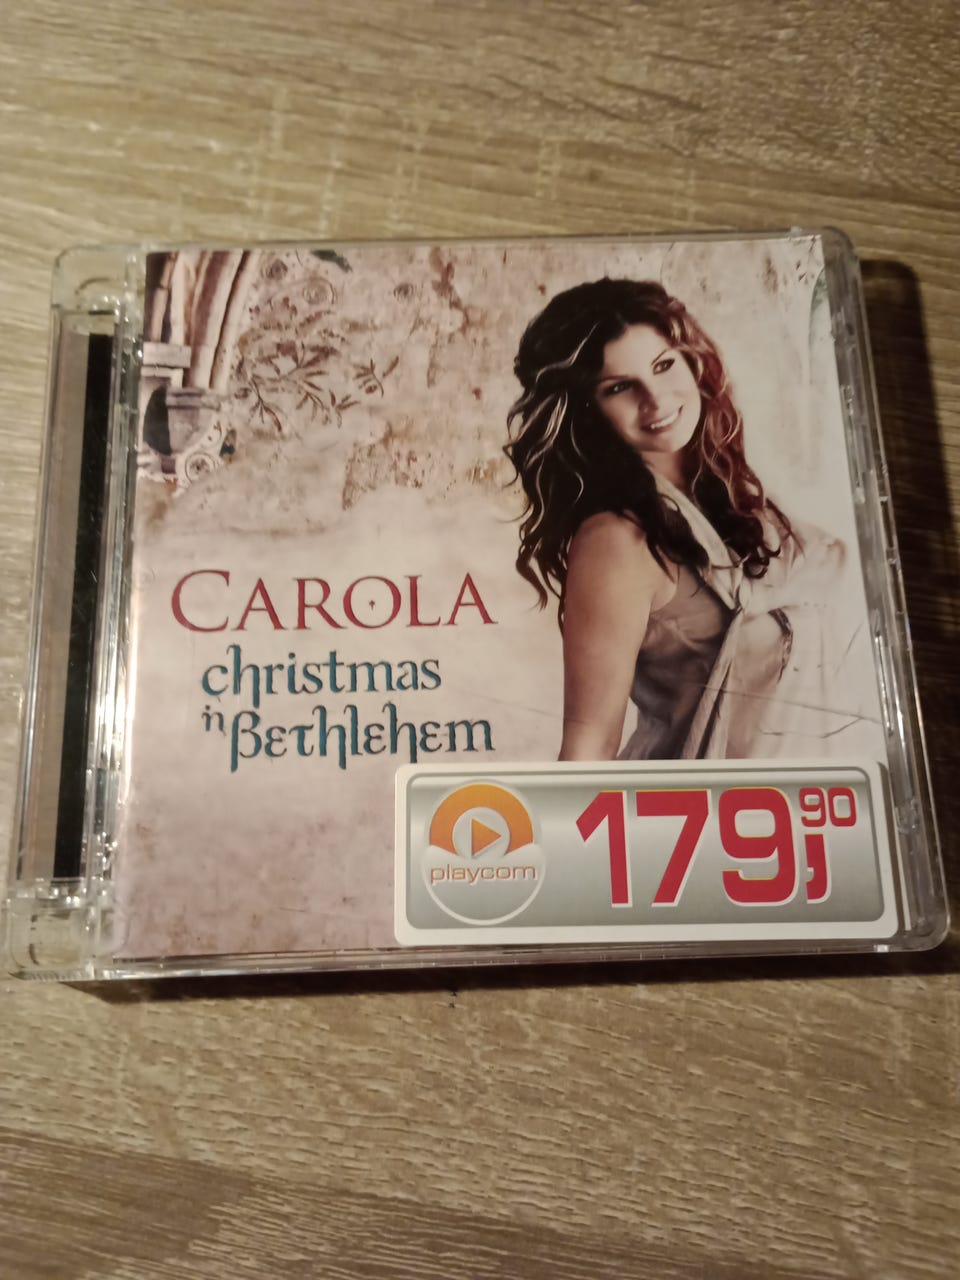 CAROLA
christmas
in Bethlehem
playcom
179,90